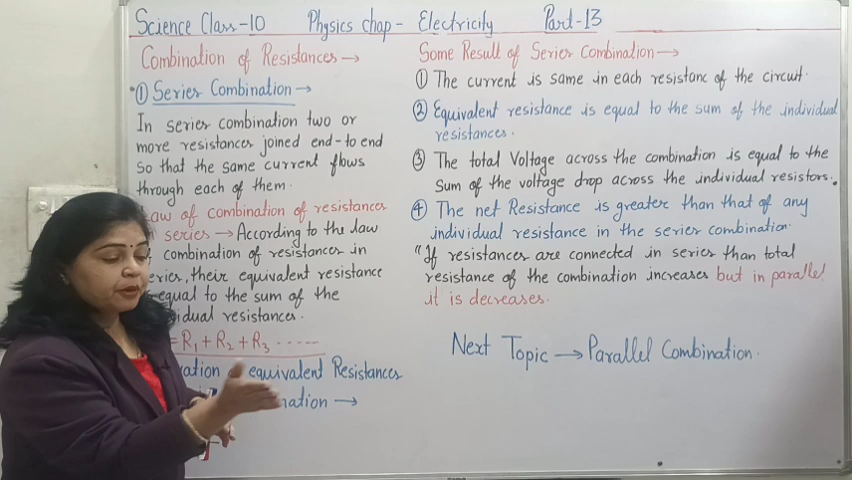 Science Class-10 Physics chap- Electricity Part-13
Combination of Resistances →
① Series Combination →
In series combination two or
more resistances joined end-to end
so that the same current flows
through each of them.
Law of combination of resistances
series → According to the law
combination of resistances in
their equivalent resistance
equal to the sum of the
resistances.
= R1 + R2 + R3 ......
equivalent Resistances
→
Some Result of Series Combination →
① The current is same in each resistanc of the circuit.
② Equivalent resistance is equal to the sum of the individual
resistances.
③ The total Voltage across the combination is equal to the
Sum of the voltage drop across the individual resistors.
④ The net Resistance is greater than that of any
individual resistance in the series combination.
"If resistances are connected in series than total
resistance of the combination increases but in parallel
it is decreases.
Next Topic → Parallel Combination.